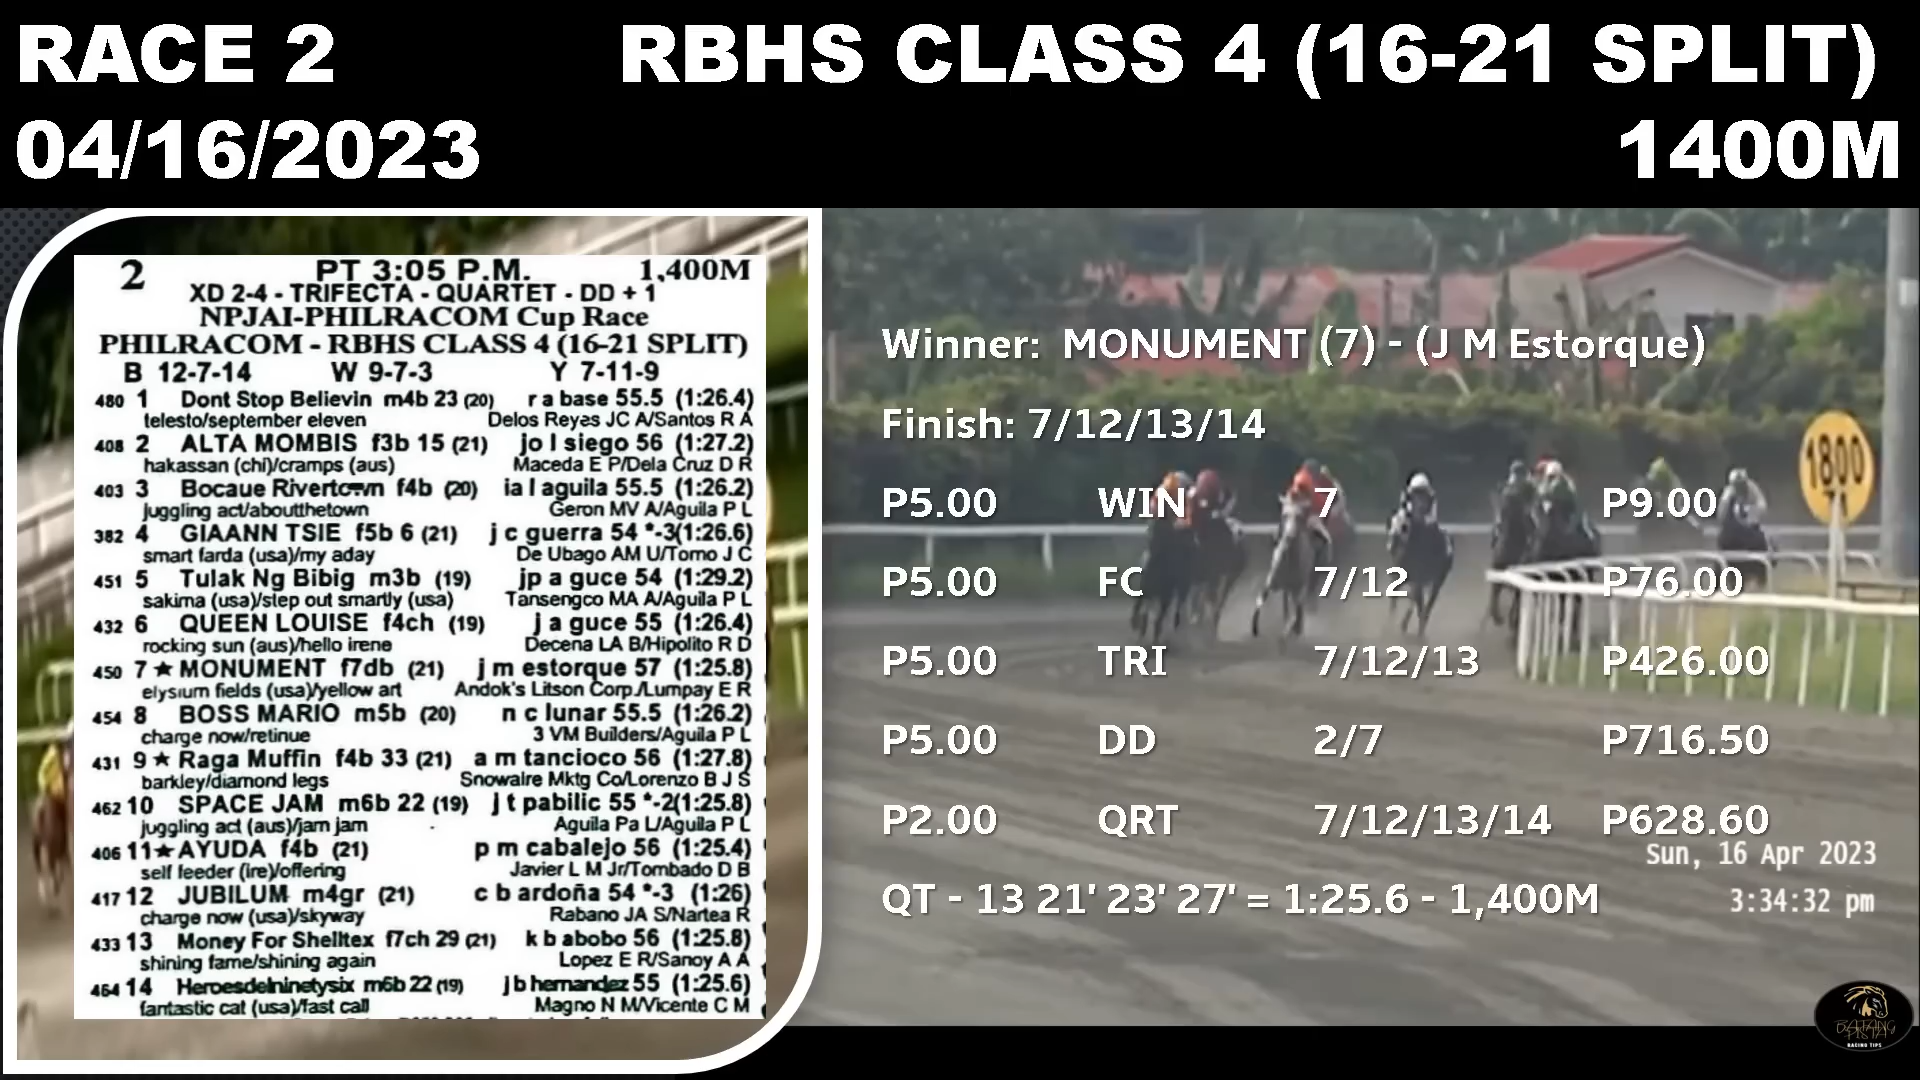 RACE 2 RBHS CLASS 4 (16-21 SPLIT)
04/16/2023 1400M
2 PT 3:05 P.M. 1,400M
XD 2-4 - TRIFECTA - QUARTET - DD + 1
NPJAI-PHILRACOM Cup Race
PHILRACOM - RBHS CLASS 4 (16-21 SPLIT)
B 12-7-14 W 9-7-3 Y 7-11-9
480 1 Dont Stop Believin m4b 23 (20) r a base 55.5 (1:26.4)
telesto/september eleven Delos Reyes JC A/Santos R A
408 2 ALTA MOMBIS f3b 15 (21) jo l siego 56 (1:27.2)
hakassan (chi)/cramps (aus) Maceda E P/Dela Cruz D R
403 3 Bocaue Rivertown f4b (20) ia l aguila 55.5 (1:26.2)
juggling act/aboutthetown Geron MV A/Aguila P L
382 4 GIAANN TSIE f5b 6 (21) j c guerra 54 *-3(1:26.6)
smart farda (usa)/my aday De Ubago AM U/Tomo J C
451 5 Tulak Ng Bibig m3b (19) jp a guce 54 (1:29.2)
sakima (usa)/step out smartly (usa) Tansengco MA A/Aguila P L
432 6 QUEEN LOUISE f4ch (19) j a guce 55 (1:26.4)
rocking sun (aus)/hello irene Decena LA B/Hipolito R D
450 7 ★ MONUMENT f7db (21) j m estorque 57 (1:25.8)
elysium fields (usa)/yellow art Andok's Litson Corp./Lumpay E R
454 8 BOSS MARIO m5b (20) n c lunar 55.5 (1:26.2)
charge now/retinue 3 VM Builders/Aguila P L
431 9 ★ Raga Muffin f4b 33 (21) a m tancioco 56 (1:27.8)
barkley/diamond legs Snowaire Mktg Co/Lorenzo B J S
462 10 SPACE JAM m6b 22 (19) j t pabilic 55 *-2(1:25.8)
juggling act (aus)/jam jam Aguila Pa L/Aguila P L
406 11 ★ AYUDA f4b (21) p m cabalejo 56 (1:25.4)
self feeder (ire)/offering Javier L M Jr/Tombado D B
417 12 JUBILUM m4gr (21) c b ardoña 54 *-3 (1:26)
charge now (usa)/skyway Rabano JA S/Nartea R
433 13 Money For Shelltex f7ch 29 (21) k b abobo 56 (1:25.8)
shining fame/shining again Lopez E R/Sanoy A A
464 14 Heroesdelninetysix m6b 22 (19) j b hernandez 55 (1:25.6)
fantastic cat (usa)/fast call Magno N M/Vicente C M
Winner: MONUMENT (7) - (J M Estorque)
Finish: 7/12/13/14
P5.00 WIN 7 P9.00
P5.00 FC 7/12 P76.00
P5.00 TRI 7/12/13 P426.00
P5.00 DD 2/7 P716.50
P2.00 QRT 7/12/13/14 P628.60
QT - 13 21' 23' 27' = 1:25.6 - 1,400M
1800
Sun, 16 Apr 2023
3:34:32 pm
RACING TIPS